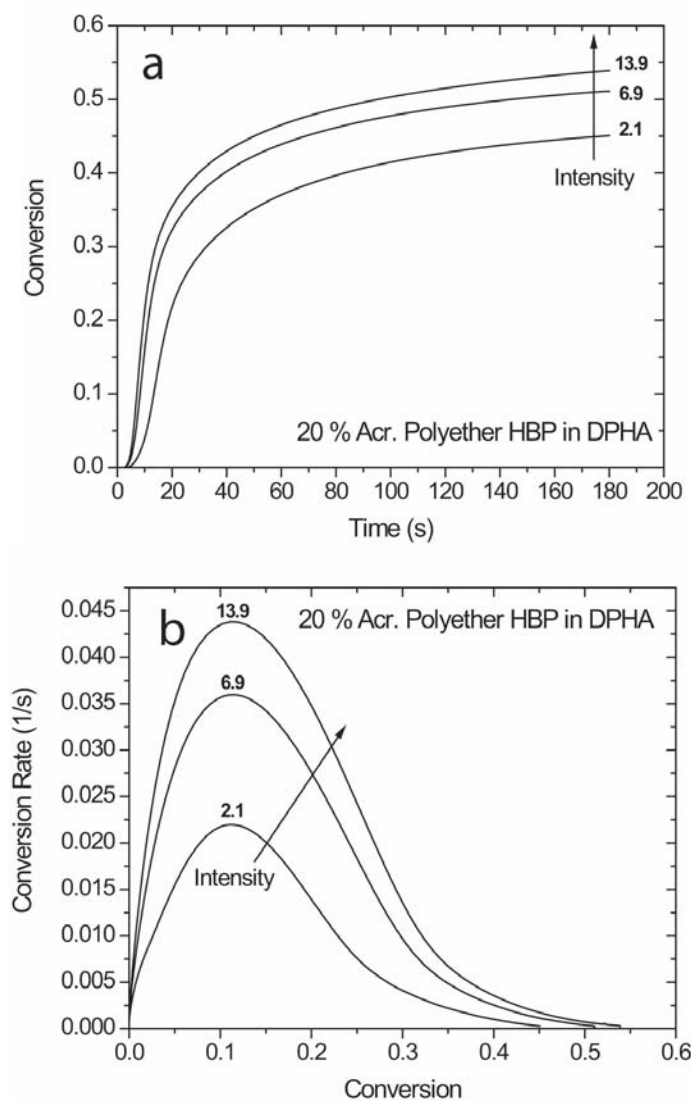 a
0.6
0.5
0.4
0.3
0.2
0.1
0.0
Conversion
13.9
6.9
2.1
Intensity
20 % Acr. Polyether HBP in DPHA
0 20 40 60 80 100 120 140 160 180 200
Time (s)
b
0.045
0.040
0.035
0.030
0.025
0.020
0.015
0.010
0.005
0.000
Conversion Rate (1/s)
20 % Acr. Polyether HBP in DPHA
13.9
6.9
2.1
Intensity
0.0 0.1 0.2 0.3 0.4 0.5 0.6
Conversion